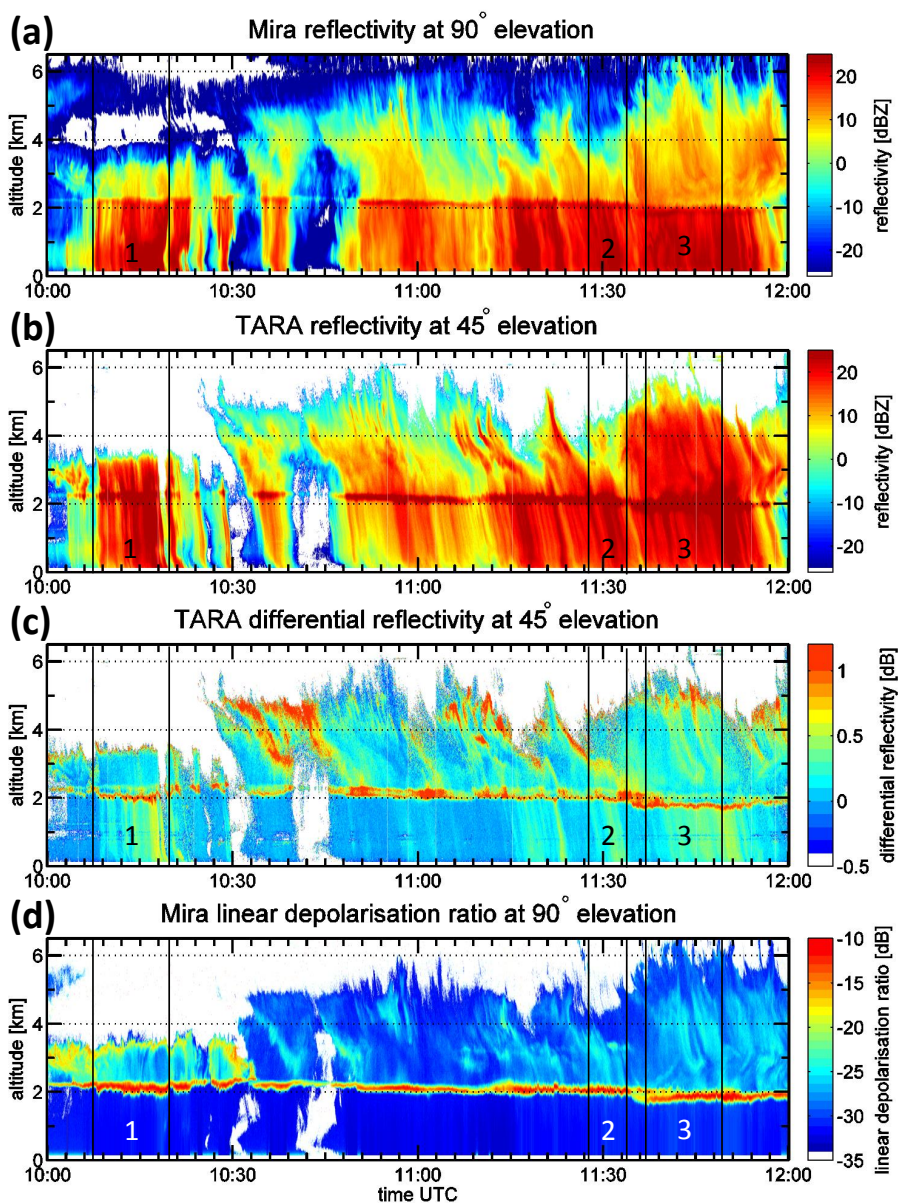 (a) Mira reflectivity at 90° elevation
6
4
2
0
altitude [km]
1 2 3
10:00 10:30 11:00 11:30 12:00
20
10
0
-10
-20
reflectivity [dBZ]
(b) TARA reflectivity at 45° elevation
6
4
2
0
altitude [km]
1 2 3
10:00 10:30 11:00 11:30 12:00
20
10
0
-10
-20
reflectivity [dBZ]
(c) TARA differential reflectivity at 45° elevation
6
4
2
0
altitude [km]
1 2 3
10:00 10:30 11:00 11:30 12:00
1
0.5
0
-0.5
differential reflectivity [dB]
(d) Mira linear depolarisation ratio at 90° elevation
6
4
2
0
altitude [km]
1 2 3
10:00 10:30 11:00 11:30 12:00
time UTC
-10
-15
-20
-25
-30
-35
linear depolarisation ratio [dB]